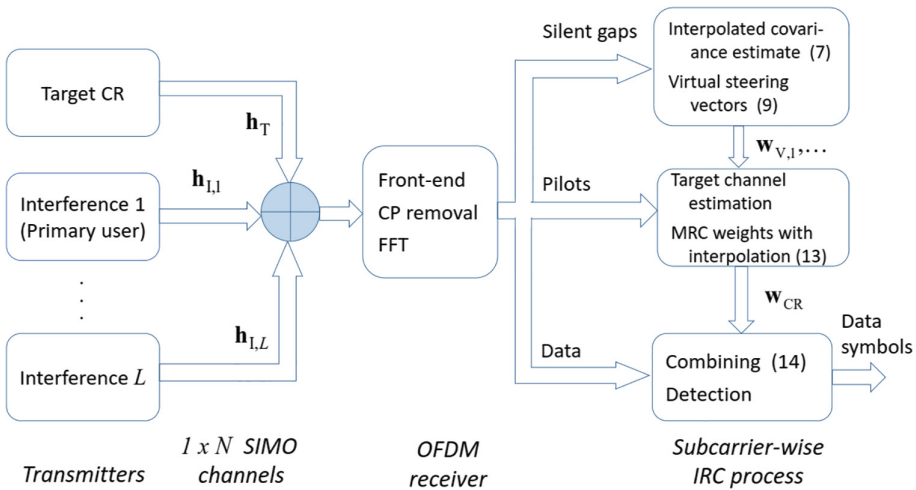 Target CR
Interference 1
(Primary user)
.
.
.
Interference L
h_T
h_I,1
h_I,L
Front-end
CP removal
FFT
Silent gaps
Pilots
Data
Interpolated covari-
ance estimate (7)
Virtual steering
vectors (9)
w_V,1,...
Target channel
estimation
MRC weights with
interpolation (13)
w_CR
Combining (14)
Detection
Data
symbols
Transmitters
1 x N SIMO
channels
OFDM
receiver
Subcarrier-wise
IRC process